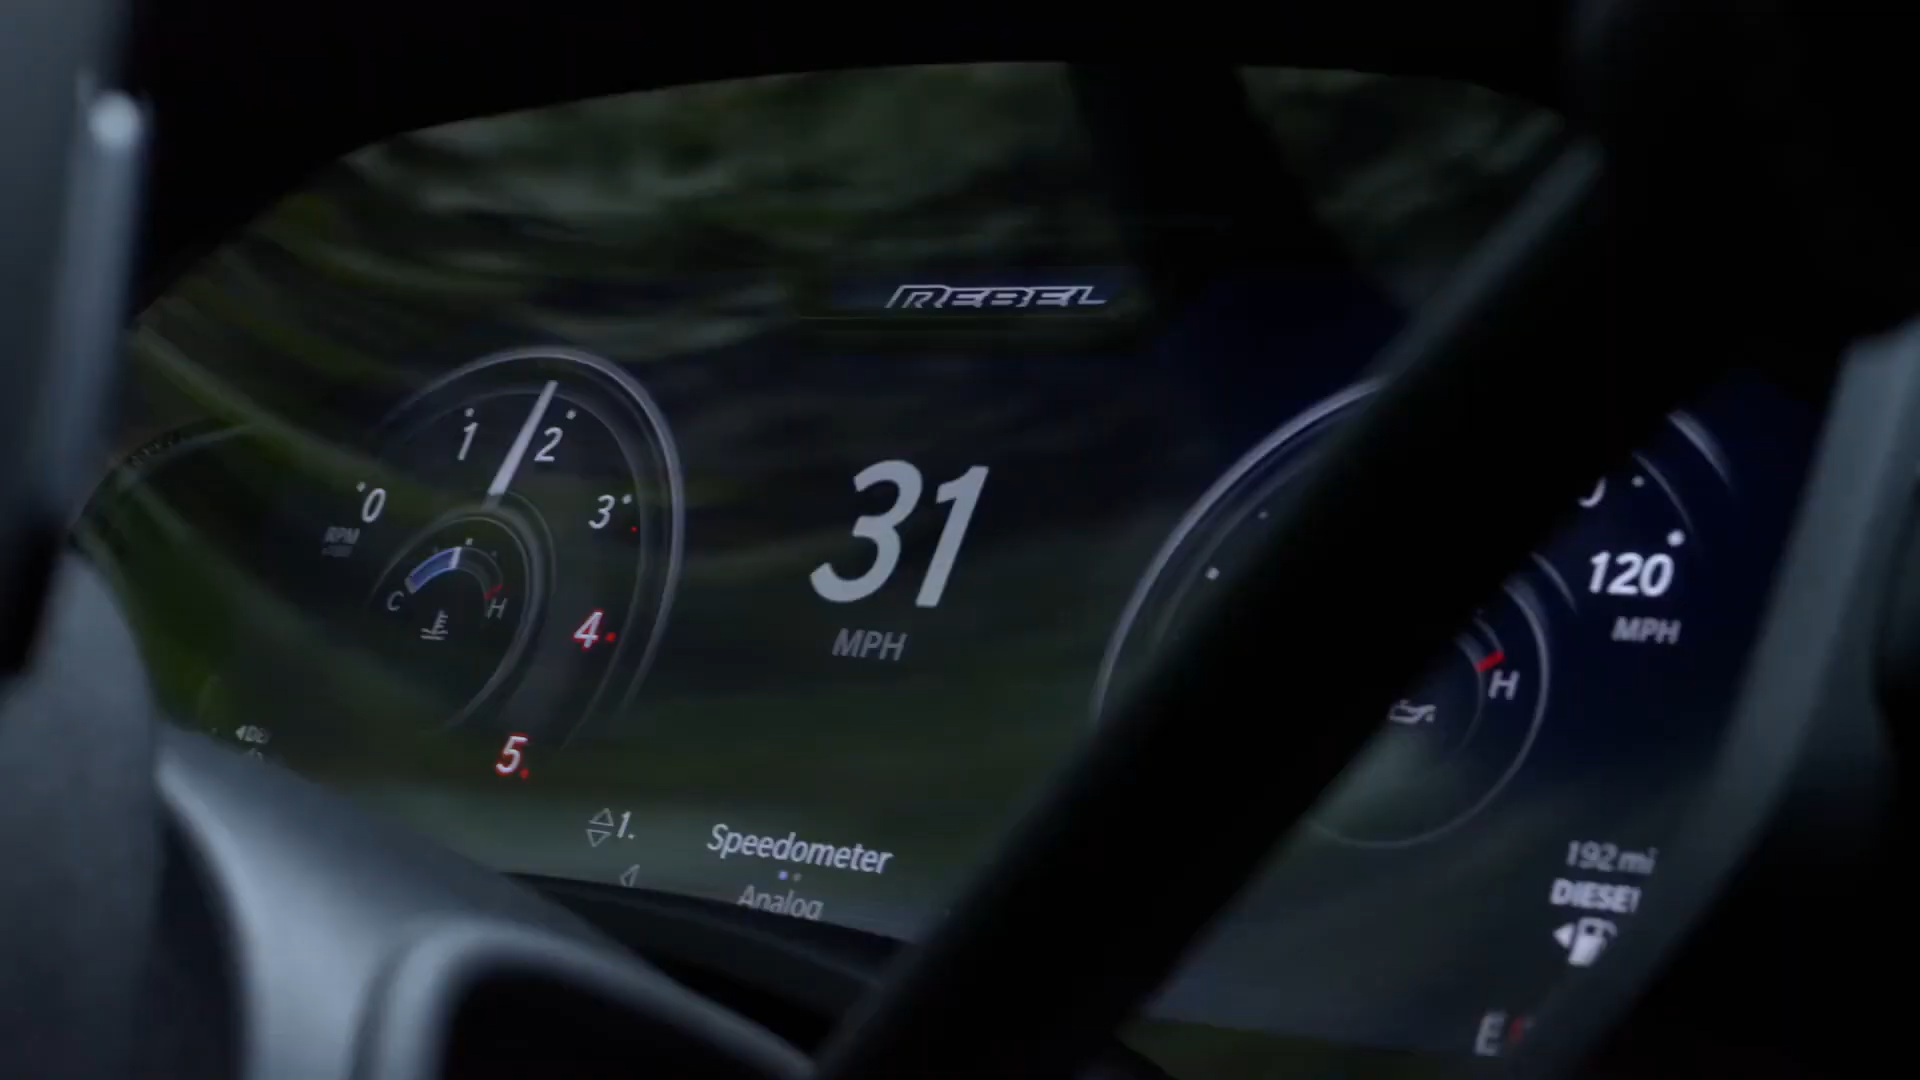 REBEL
1
2
0
3
RPM
31
C
H
4
MPH
5
1.
Speedometer
Analog
120
MPH
H
192 mi
DIESEL
E